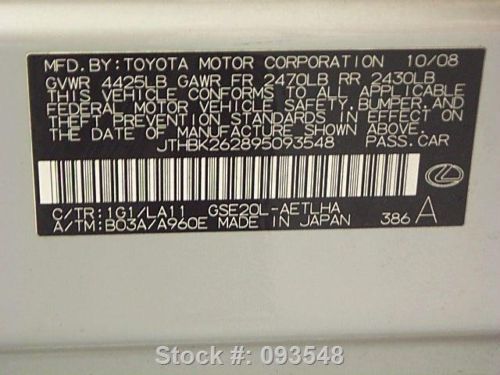 MFD. BY: TOYOTA MOTOR CORPORATION 10/08
GVWR 4425LB GAWR FR 2470LB RR 2430LB
THIS VEHICLE CONFORMS TO ALL APPLICABLE
FEDERAL MOTOR VEHICLE SAFETY, BUMPER, AND
THEFT PREVENTION STANDARDS IN EFFECT ON
THE DATE OF MANUFACTURE SHOWN ABOVE.
JTHBK262895093548 PASS. CAR
C/TR: 1G1/LA11 GSE20L-AETLHA
A/TM: B03A/A960E MADE IN JAPAN 386 A
Stock #: 093548